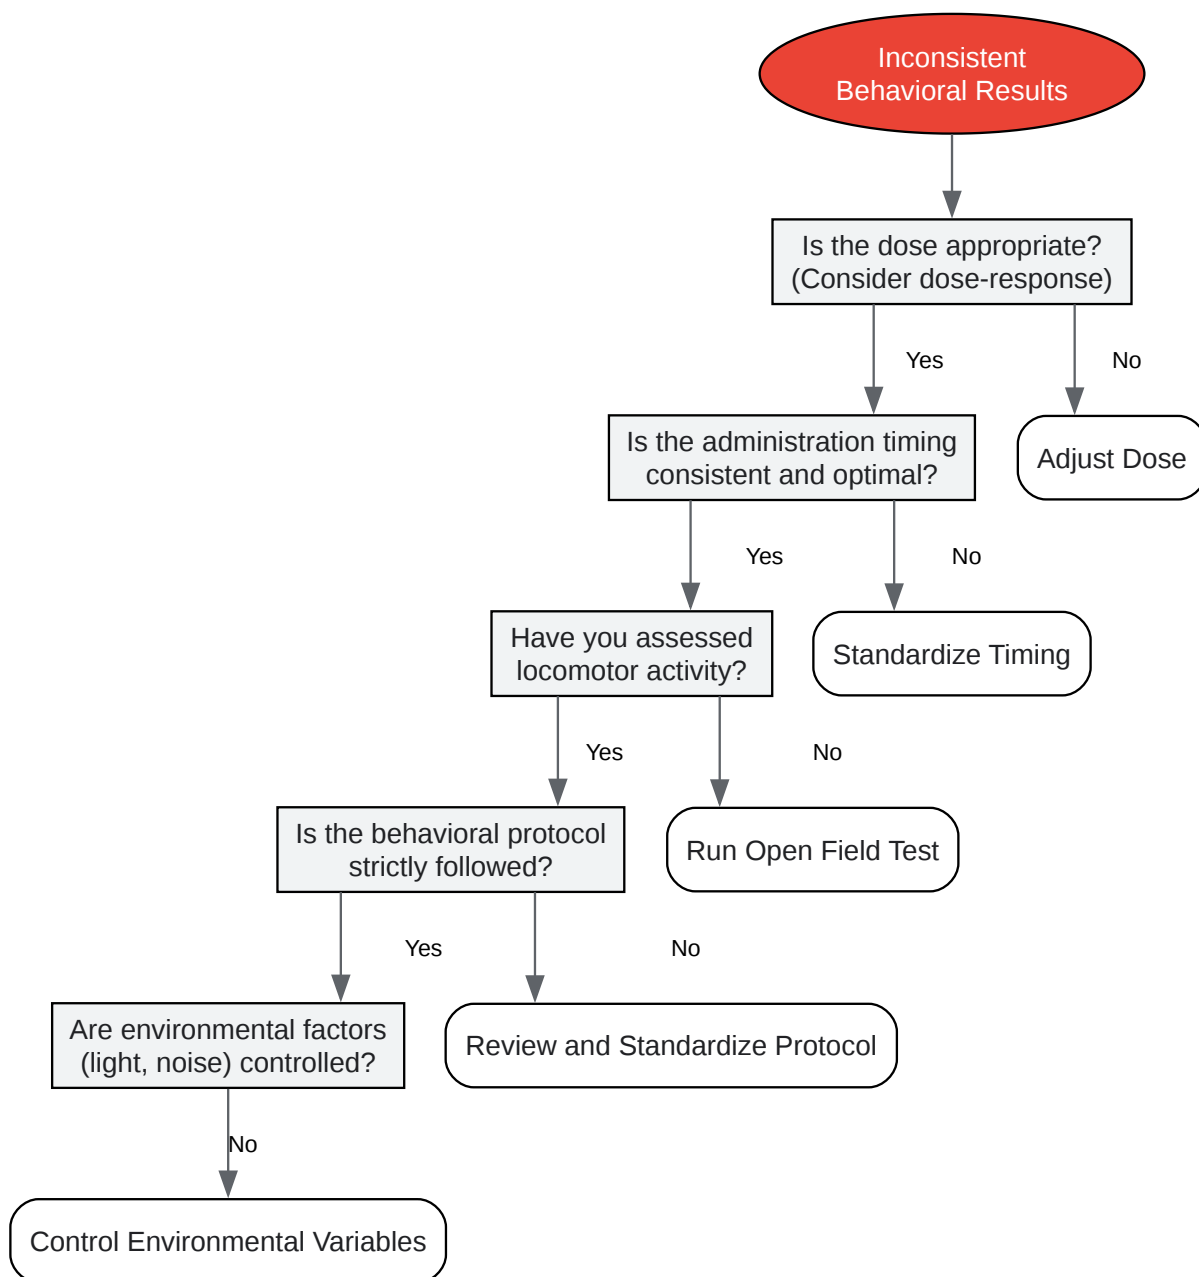 Inconsistent
Behavioral Results
Is the dose appropriate?
(Consider dose-response)
Yes
No
Is the administration timing
consistent and optimal?
Adjust Dose
Yes
No
Have you assessed
locomotor activity?
Standardize Timing
Yes
No
Is the behavioral protocol
strictly followed?
Run Open Field Test
Yes
No
Are environmental factors
(light, noise) controlled?
Review and Standardize Protocol
No
Control Environmental Variables